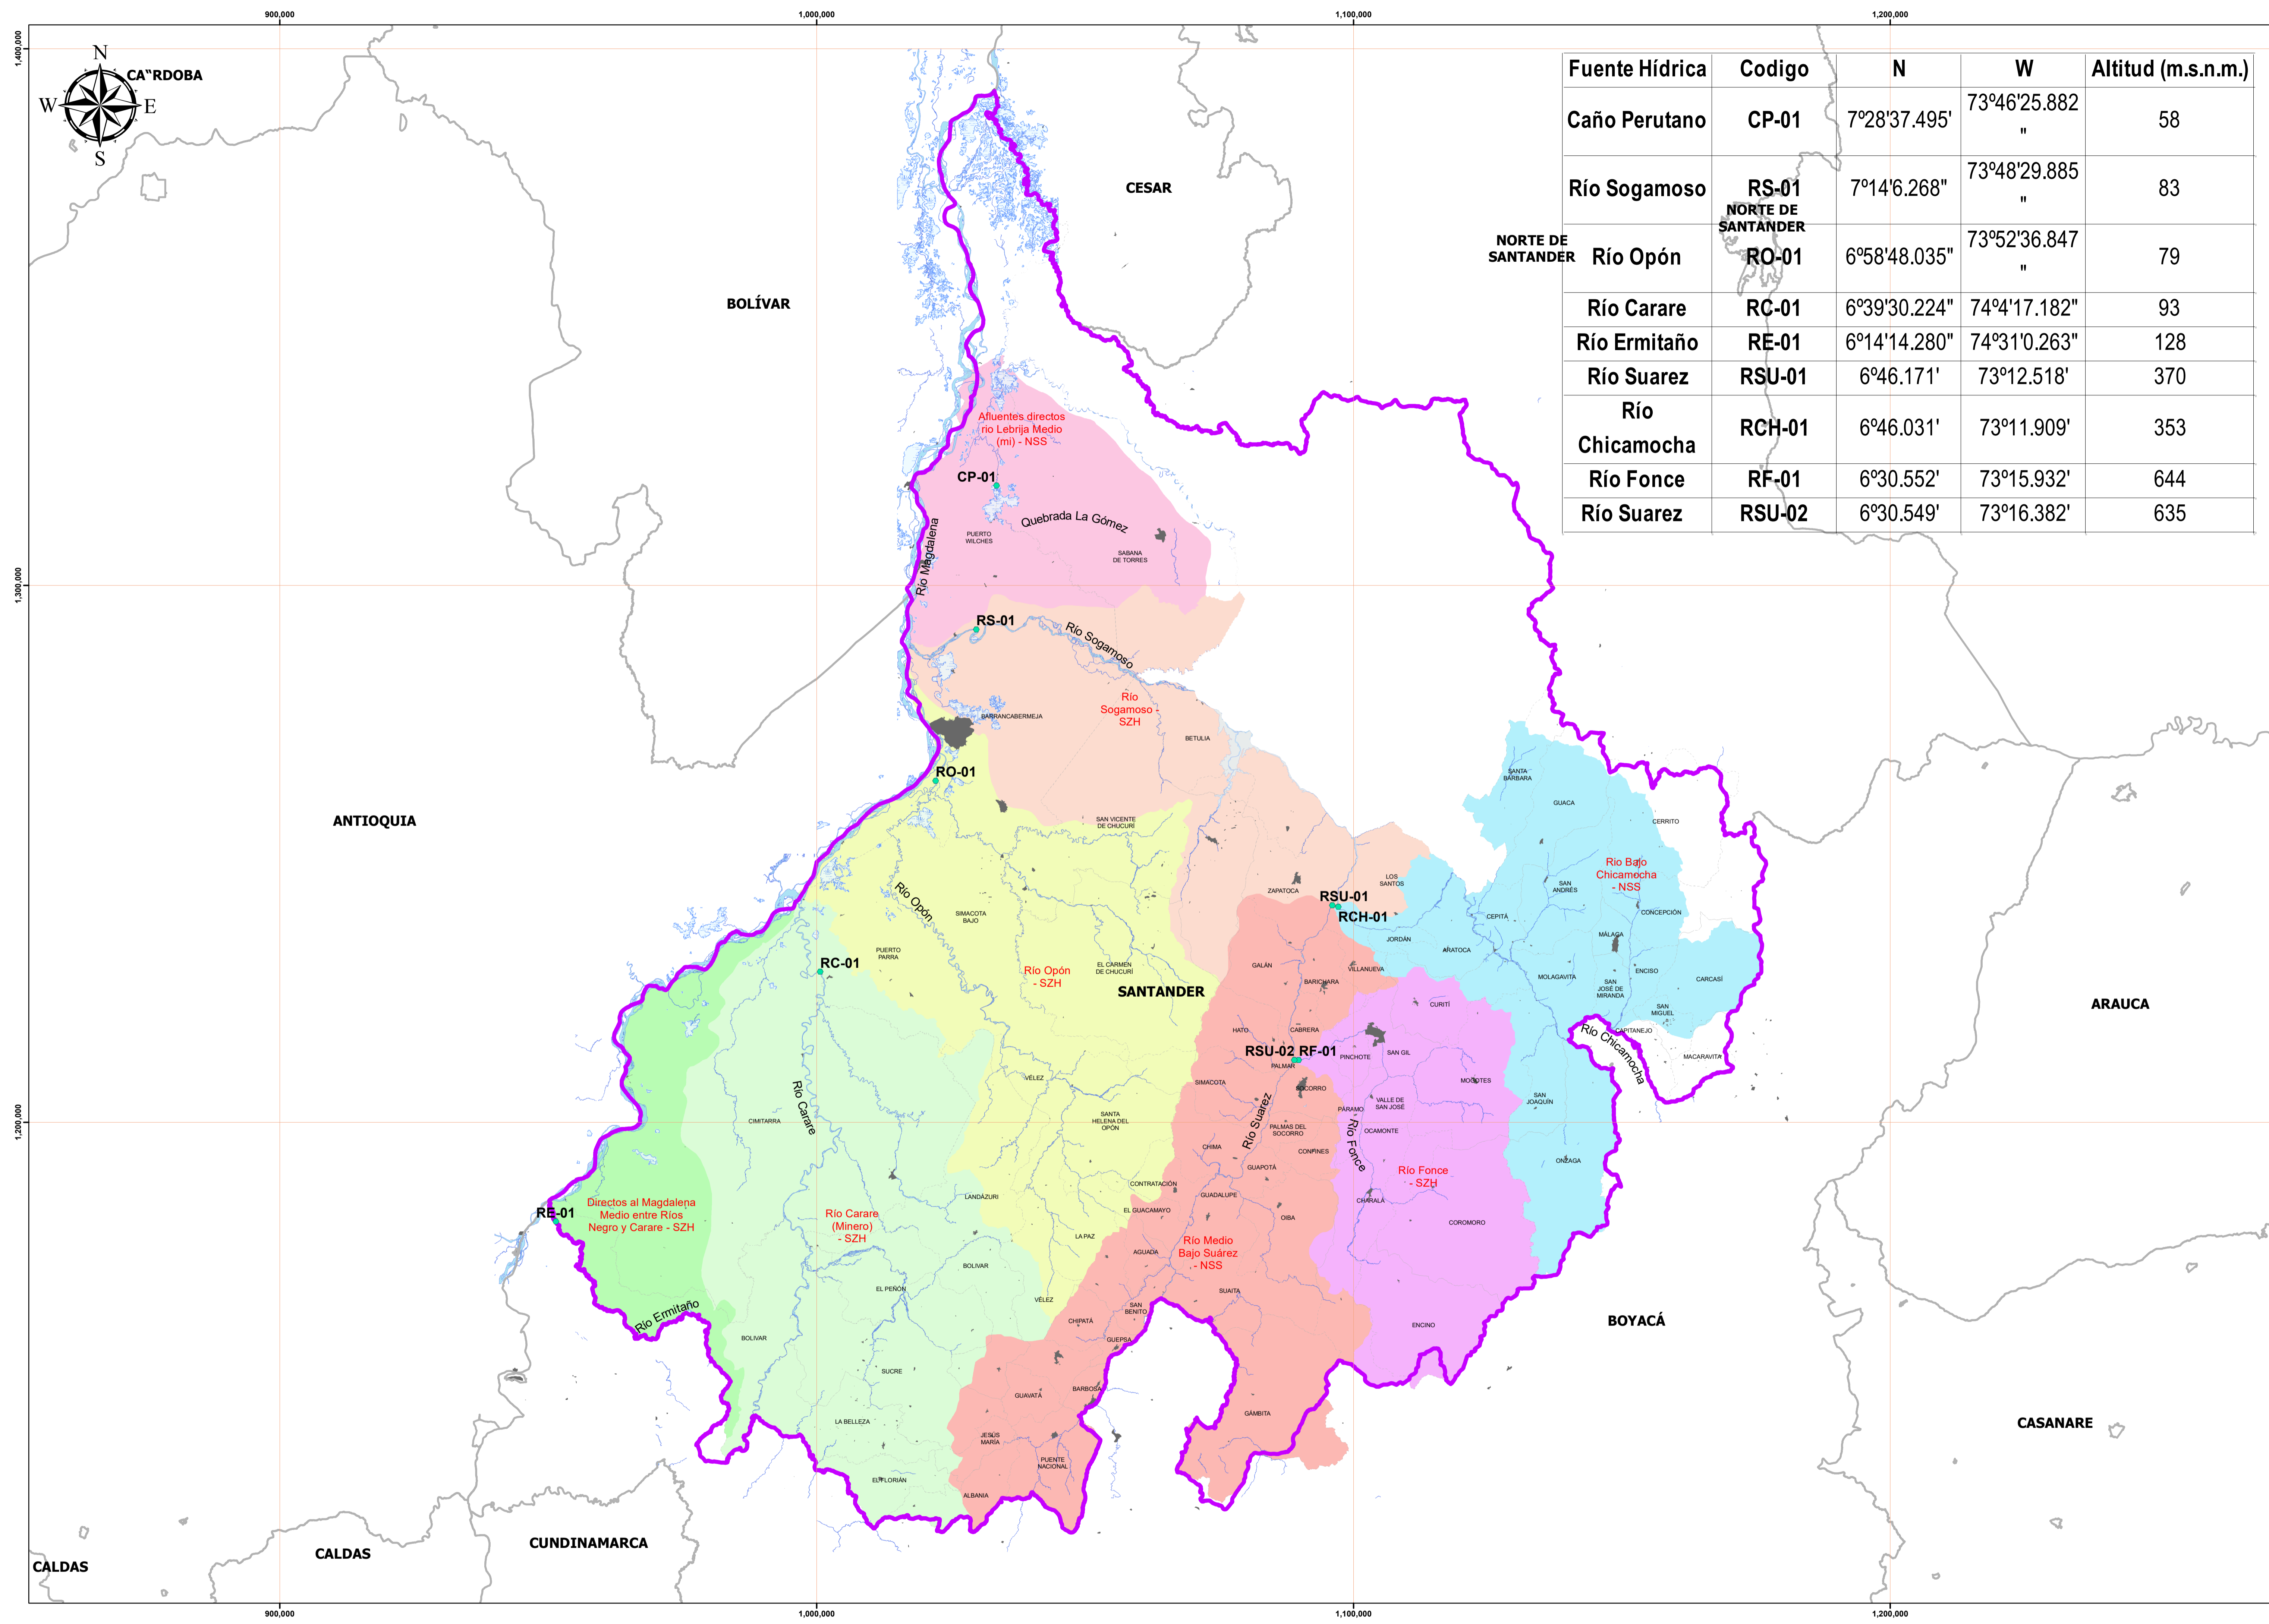 900,000
1,000,000
1,100,000
1,200,000
1,400,000
1,300,000
1,200,000
N
W E
S
CA"RDOBA
Fuente Hídrica Codigo N W Altitud (m.s.n.m.)
Caño Perutano CP-01 7º28'37.495' 73º46'25.882 58
"
Río Sogamoso RS-01 7º14'6.268" 73º48'29.885 83
"
Río Opón RO-01 6º58'48.035" 73º52'36.847 79
"
Río Carare RC-01 6º39'30.224" 74º4'17.182" 93
Río Ermitaño RE-01 6º14'14.280" 74º31'0.263" 128
Río Suarez RSU-01 6º46.171' 73º12.518' 370
Río
Chicamocha RCH-01 6º46.031' 73º11.909' 353
Río Fonce RF-01 6º30.552' 73º15.932' 644
Río Suarez RSU-02 6º30.549' 73º16.382' 635
NORTE DE
SANTANDER
NORTE DE
SANTANDER
CESAR
BOLÍVAR
Afluentes directos
rio Lebrija Medio
(mi) - NSS
CP-01
Quebrada La Gómez
PUERTO
WILCHES
SABANA
DE TORRES
Río Magdalena
RS-01
Río Sogamoso
Río
Sogamoso -
SZH
BARRANCABERMEJA
BETULIA
RO-01
ANTIOQUIA
SAN VICENTE
DE CHUCURÍ
SANTA
BÁRBARA
GUACA
CERRITO
Río Bajo
Chicamocha
- NSS
SAN
ANDRÉS
LOS
SANTOS
ZAPATOCA
RSU-01
RCH-01
CEPITÁ
CONCEPCIÓN
MÁLAGA
JORDÁN
ARATOCA
Río Opón
SIMACOTA
BAJO
PUERTO
PARRA
RC-01
Río Opón
- SZH
EL CARMEN
DE CHUCURÍ
SANTANDER
GALÁN
VILLANUEVA
BARICHARA
MOLAGAVITA
SAN
JOSÉ DE
MIRANDA
ENCISO
CARCASÍ
SAN
MIGUEL
CURITÍ
ARAUCA
HATO
CABRERA
CAPITANEJO
RSU-02 RF-01
PALMAR
PINCHOTE
SAN GIL
MACARAVITA
Río Chicamocha
VÉLEZ
SIMACOTA
SOCORRO
MOGOTES
SAN
JOAQUÍN
VALLE DE
SAN JOSÉ
PÁRAMO
CIMITARRA
Río Carare
SANTA
HELENA DEL
OPÓN
Río Suarez
PALMAS DEL
SOCORRO
OCAMONTE
Río Fonce
CHIMA
CONFINES
GUAPOTÁ
ONZAGA
Río Fonce
- SZH
CONTRATACIÓN
LANDÁZURI
GUADALUPE
CHARALÁ
EL GUACAMAYO
OIBA
COROMORO
RE-01
Directos al Magdalena
Medio entre Ríos
Negro y Carare - SZH
Río Carare
(Minero)
- SZH
LA PAZ
AGUADA
Río Medio
Bajo Suárez
- NSS
BOLIVAR
EL PEÑÓN
VÉLEZ
SUAITA
SAN
BENITO
CHIPATÁ
ENCINO
Río Ermitaño
BOLIVAR
GUEPSA
BOYACÁ
SUCRE
GUAVATÁ
BARBOSA
GÁMBITA
LA BELLEZA
JESÚS
MARÍA
PUENTE
NACIONAL
EL FLORIÁN
ALBANIA
CASANARE
CUNDINAMARCA
CALDAS
CALDAS
900,000
1,000,000
1,100,000
1,200,000